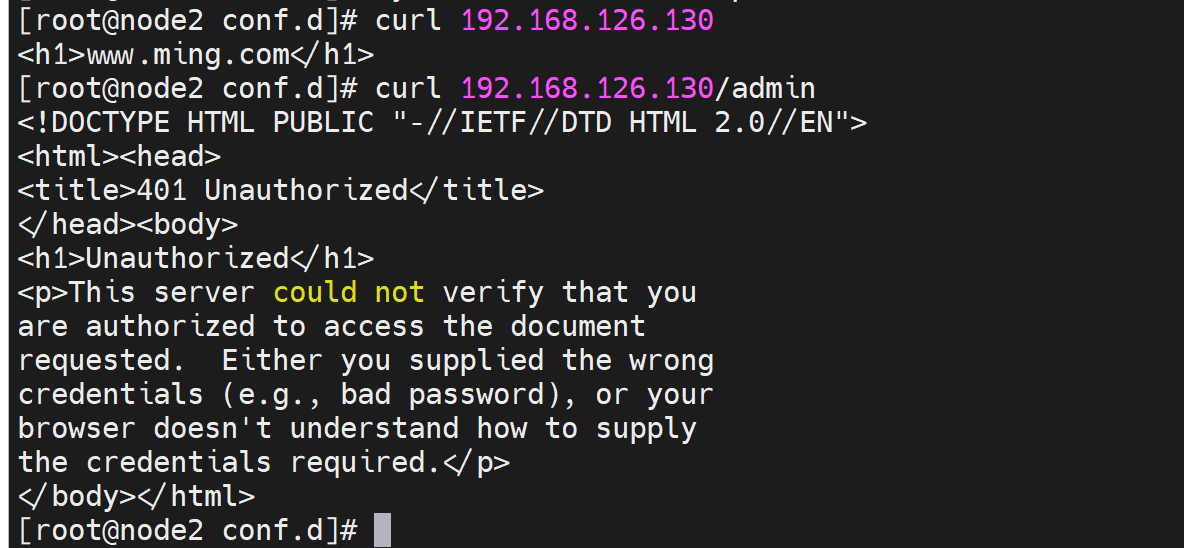 [root@node2 conf.d]# curl 192.168.126.130
<h1>www.ming.com</h1>
[root@node2 conf.d]# curl 192.168.126.130/admin
<!DOCTYPE HTML PUBLIC "-//IETF//DTD HTML 2.0//EN">
<html><head>
<title>401 Unauthorized</title>
</head><body>
<h1>Unauthorized</h1>
<p>This server could not verify that you
are authorized to access the document
requested.  Either you supplied the wrong
credentials (e.g., bad password), or your
browser doesn't understand how to supply
the credentials required.</p>
</body></html>
[root@node2 conf.d]#